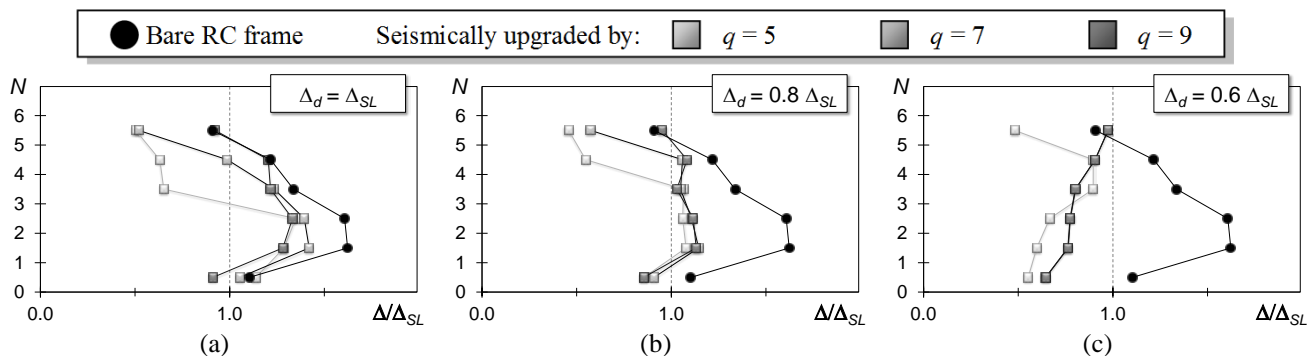 Bare RC frame Seismically upgraded by: q = 5 q = 7 q = 9
N
Δd = ΔSL
6
5
4
3
2
1
0
0.0 1.0 Δ/ΔSL
(a)
N
Δd = 0.8 ΔSL
6
5
4
3
2
1
0
0.0 1.0 Δ/ΔSL
(b)
N
Δd = 0.6 ΔSL
6
5
4
3
2
1
0
0.0 1.0 Δ/ΔSL
(c)